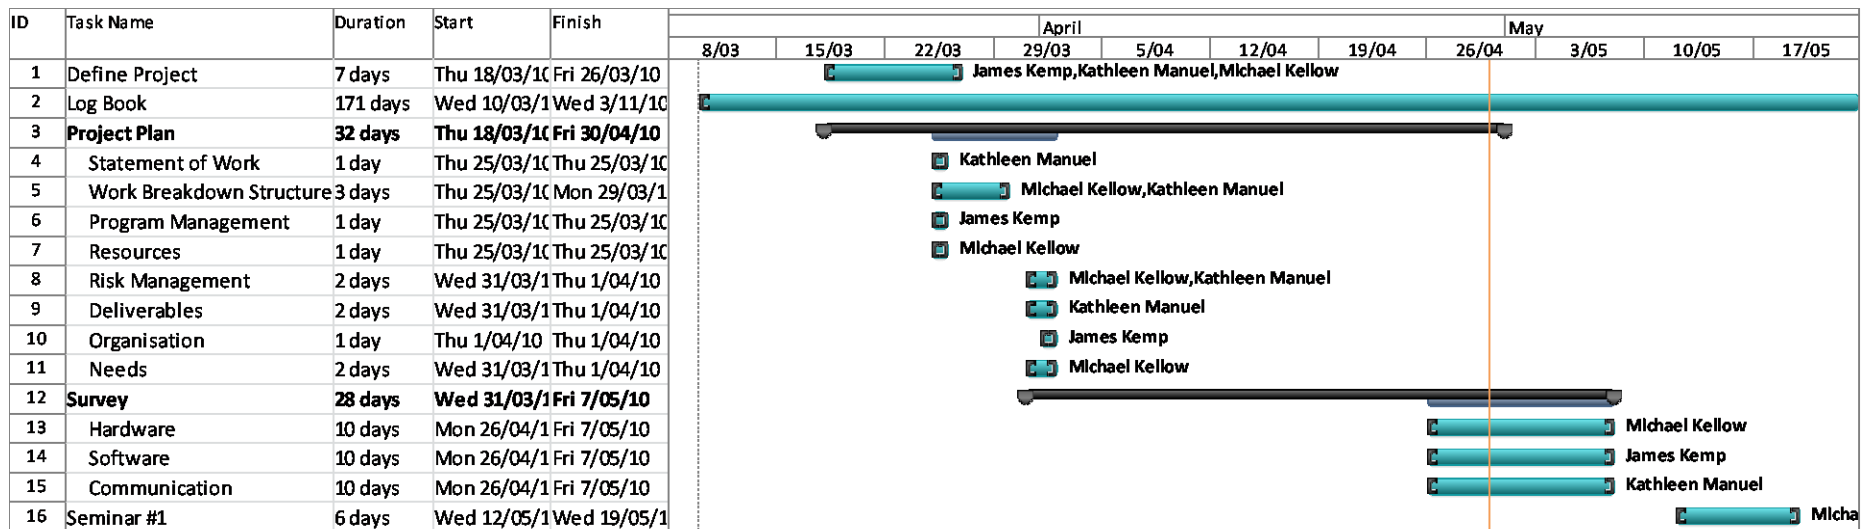 ID Task Name Duration Start Finish
April May
8/03 15/03 22/03 29/03 5/04 12/04 19/04 26/04 3/05 10/05 17/05
1 Define Project 7 days Thu 18/03/10 Fri 26/03/10 James Kemp,Kathleen Manuel,Michael Kellow
2 Log Book 171 days Wed 10/03/1 Wed 3/11/10
3 Project Plan 32 days Thu 18/03/10 Fri 30/04/10
4 Statement of Work 1 day Thu 25/03/10 Thu 25/03/10 Kathleen Manuel
5 Work Breakdown Structure 3 days Thu 25/03/10 Mon 29/03/1 Michael Kellow,Kathleen Manuel
6 Program Management 1 day Thu 25/03/10 Thu 25/03/10 James Kemp
7 Resources 1 day Thu 25/03/10 Thu 25/03/10 Michael Kellow
8 Risk Management 2 days Wed 31/03/1 Thu 1/04/10 Michael Kellow,Kathleen Manuel
9 Deliverables 2 days Wed 31/03/1 Thu 1/04/10 Kathleen Manuel
10 Organisation 1 day Thu 1/04/10 Thu 1/04/10 James Kemp
11 Needs 2 days Wed 31/03/1 Thu 1/04/10 Michael Kellow
12 Survey 28 days Wed 31/03/1 Fri 7/05/10
13 Hardware 10 days Mon 26/04/1 Fri 7/05/10 Michael Kellow
14 Software 10 days Mon 26/04/1 Fri 7/05/10 James Kemp
15 Communication 10 days Mon 26/04/1 Fri 7/05/10 Kathleen Manuel
16 Seminar #1 6 days Wed 12/05/1 Wed 19/05/1 Micha